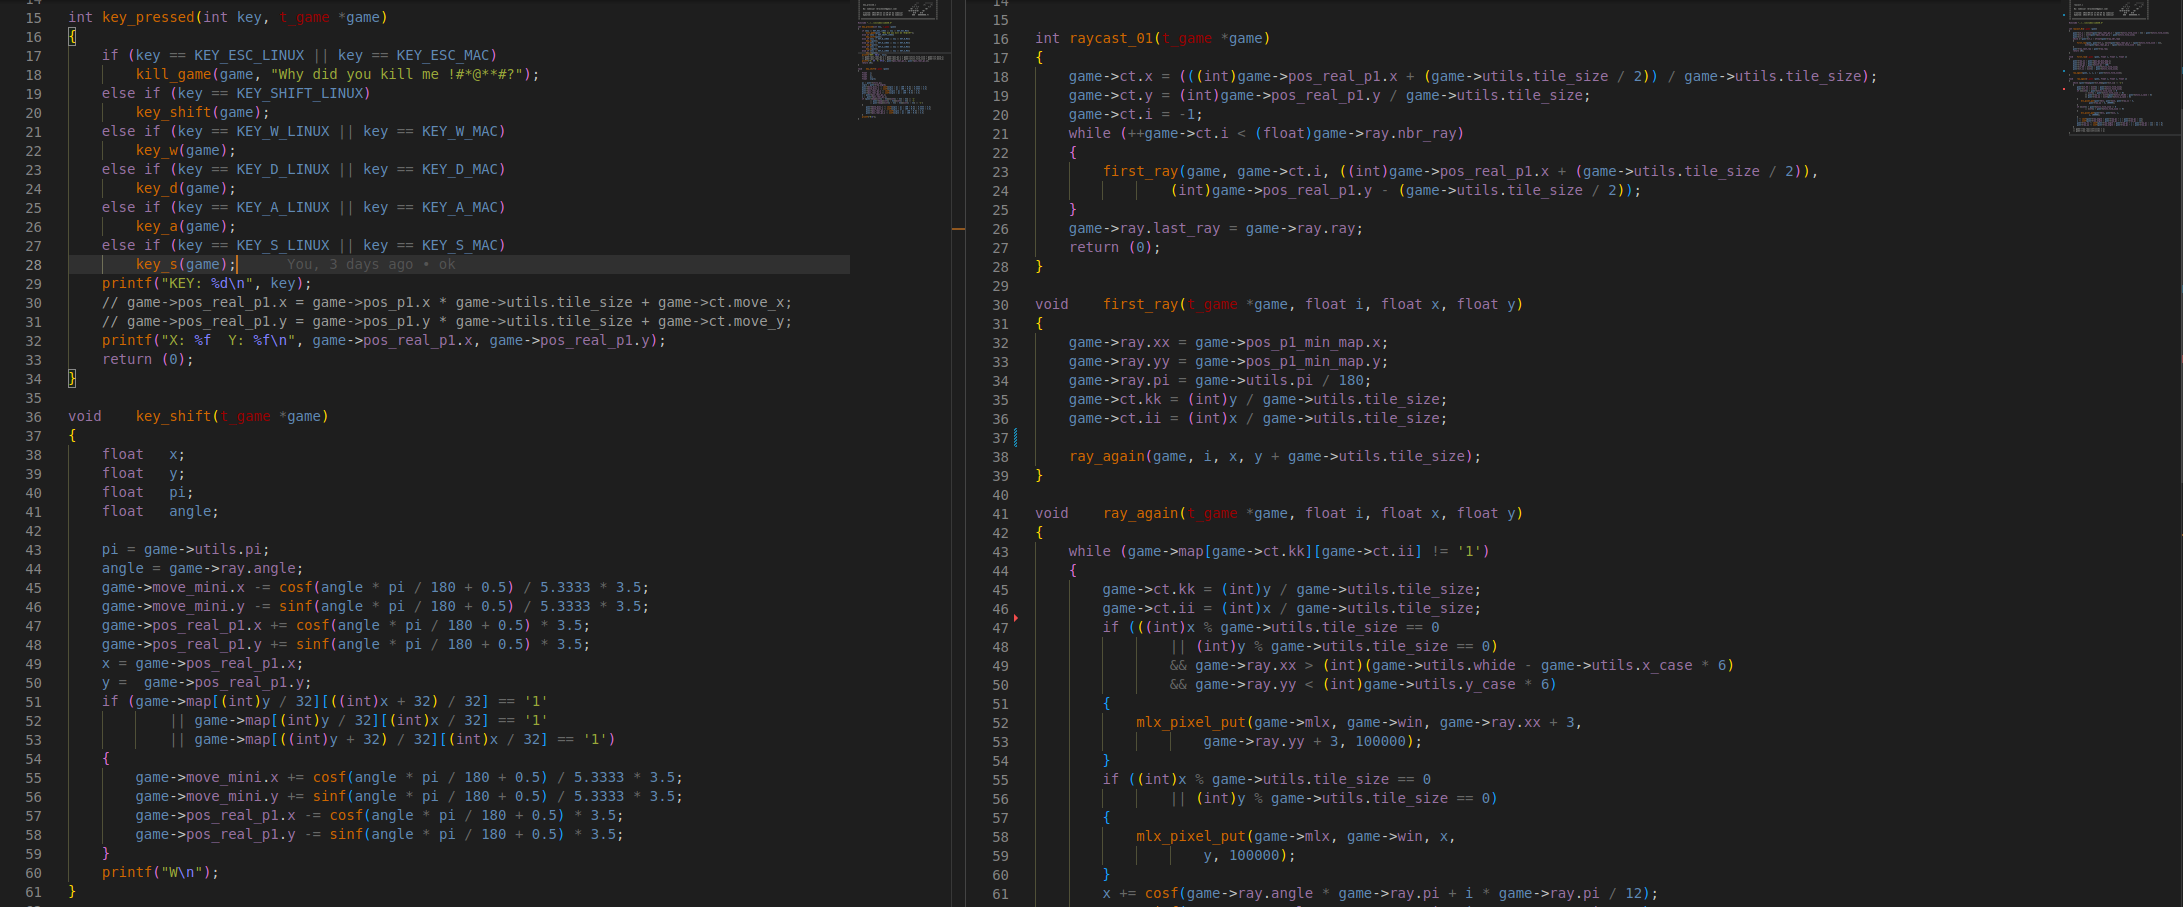 14
15 int key_pressed(int key, t_game *game)
16 {
17 if (key == KEY_ESC_LINUX || key == KEY_ESC_MAC)
18 kill_game(game, "Why did you kill me !#*@**#?");
19 else if (key == KEY_SHIFT_LINUX)
20 key_shift(game);
21 else if (key == KEY_W_LINUX || key == KEY_W_MAC)
22 key_w(game);
23 else if (key == KEY_D_LINUX || key == KEY_D_MAC)
24 key_d(game);
25 else if (key == KEY_A_LINUX || key == KEY_A_MAC)
26 key_a(game);
27 else if (key == KEY_S_LINUX || key == KEY_S_MAC)
28 key_s(game); You, 3 days ago • ok
29 printf("KEY: %d\n", key);
30 // game->pos_real_p1.x = game->pos_p1.x * game->utils.tile_size + game->ct.move_x;
31 // game->pos_real_p1.y = game->pos_p1.y * game->utils.tile_size + game->ct.move_y;
32 printf("X: %f  Y: %f\n", game->pos_real_p1.x, game->pos_real_p1.y);
33 return (0);
34 }
35
36 void key_shift(t_game *game)
37 {
38 float x;
39 float y;
40 float pi;
41 float angle;
42
43 pi = game->utils.pi;
44 angle = game->ray.angle;
45 game->move_mini.x -= cosf(angle * pi / 180 + 0.5) / 5.3333 * 3.5;
46 game->move_mini.y -= sinf(angle * pi / 180 + 0.5) / 5.3333 * 3.5;
47 game->pos_real_p1.x += cosf(angle * pi / 180 + 0.5) * 3.5;
48 game->pos_real_p1.y += sinf(angle * pi / 180 + 0.5) * 3.5;
49 x = game->pos_real_p1.x;
50 y =  game->pos_real_p1.y;
51 if (game->map[(int)y / 32][((int)x + 32) / 32] == '1'
52 || game->map[(int)y / 32][(int)x / 32] == '1'
53 || game->map[((int)y + 32) / 32][(int)x / 32] == '1')
54 {
55 game->move_mini.x += cosf(angle * pi / 180 + 0.5) / 5.3333 * 3.5;
56 game->move_mini.y += sinf(angle * pi / 180 + 0.5) / 5.3333 * 3.5;
57 game->pos_real_p1.x -= cosf(angle * pi / 180 + 0.5) * 3.5;
58 game->pos_real_p1.y -= sinf(angle * pi / 180 + 0.5) * 3.5;
59 }
60 printf("W\n");
61 }
14
15
16 int raycast_01(t_game *game)
17 {
18 game->ct.x = (((int)game->pos_real_p1.x + (game->utils.tile_size / 2)) / game->utils.tile_size);
19 game->ct.y = (int)game->pos_real_p1.y / game->utils.tile_size;
20 game->ct.i = -1;
21 while (++game->ct.i < (float)game->ray.nbr_ray)
22 {
23 first_ray(game, game->ct.i, ((int)game->pos_real_p1.x + (game->utils.tile_size / 2)),
24 (int)game->pos_real_p1.y - (game->utils.tile_size / 2));
25 }
26 game->ray.last_ray = game->ray.ray;
27 return (0);
28 }
29
30 void first_ray(t_game *game, float i, float x, float y)
31 {
32 game->ray.xx = game->pos_p1_min_map.x;
33 game->ray.yy = game->pos_p1_min_map.y;
34 game->ray.pi = game->utils.pi / 180;
35 game->ct.kk = (int)y / game->utils.tile_size;
36 game->ct.ii = (int)x / game->utils.tile_size;
37
38 ray_again(game, i, x, y + game->utils.tile_size);
39 }
40
41 void ray_again(t_game *game, float i, float x, float y)
42 {
43 while (game->map[game->ct.kk][game->ct.ii] != '1')
44 {
45 game->ct.kk = (int)y / game->utils.tile_size;
46 game->ct.ii = (int)x / game->utils.tile_size;
47 if (((int)x % game->utils.tile_size == 0
48 || (int)y % game->utils.tile_size == 0)
49 && game->ray.xx > (int)(game->utils.whide - game->utils.x_case * 6)
50 && game->ray.yy < (int)game->utils.y_case * 6)
51 {
52 mlx_pixel_put(game->mlx, game->win, game->ray.xx + 3,
53 game->ray.yy + 3, 100000);
54 }
55 if ((int)x % game->utils.tile_size == 0
56 || (int)y % game->utils.tile_size == 0)
57 {
58 mlx_pixel_put(game->mlx, game->win, x,
59 y, 100000);
60 }
61 x += cosf(game->ray.angle * game->ray.pi + i * game->ray.pi / 12);